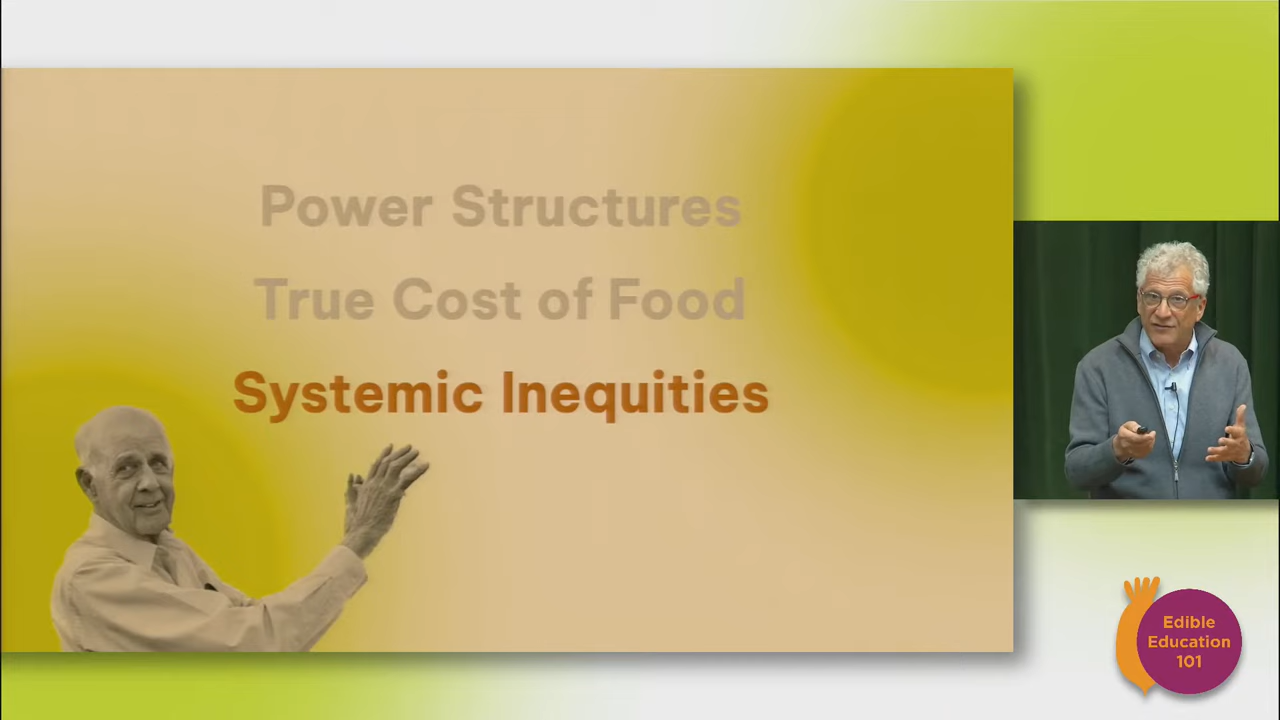 Power Structures
True Cost of Food
Systemic Inequities
Edible
Education
101